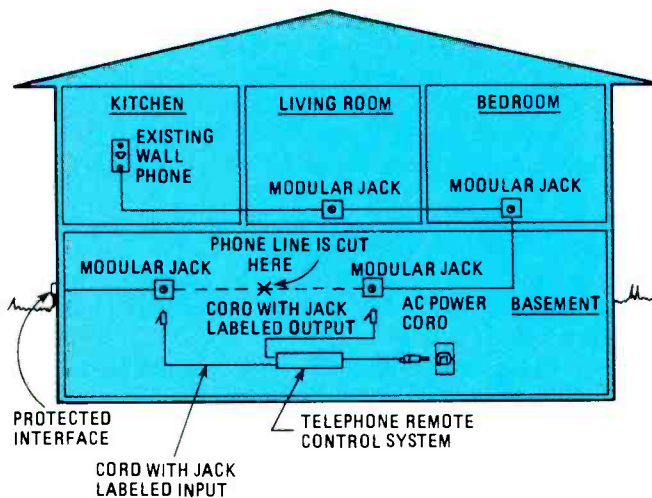 KITCHEN
LIVING ROOM
BEDROOM
EXISTING
WALL
PHONE
MODULAR JACK
MODULAR JACK
PHONE LINE IS CUT
HERE
MODULAR JACK
MODULAR JACK
CORD WITH JACK
LABELED OUTPUT
AC POWER
CORD
BASEMENT
PROTECTED
INTERFACE
TELEPHONE REMOTE
CONTROL SYSTEM
CORD WITH JACK
LABELED INPUT